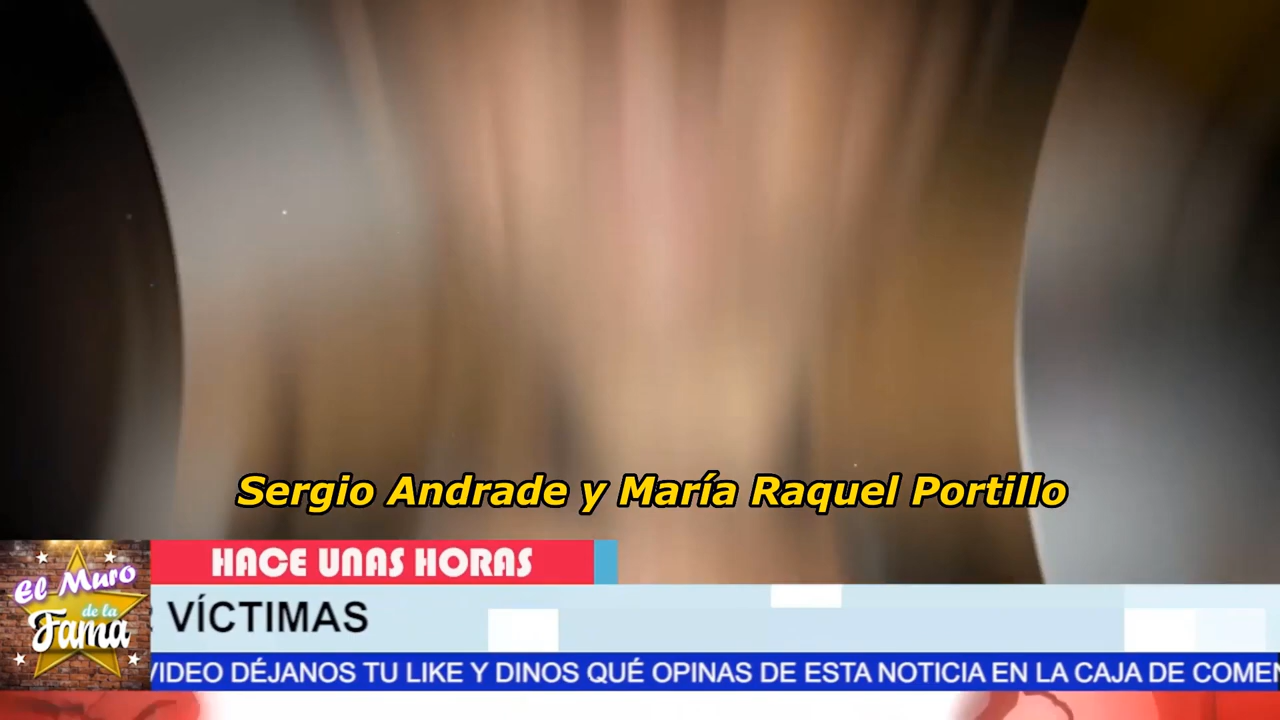 Sergio Andrade y María Raquel Portillo
HACE UNAS HORAS
El Muro
de la
Fama
VÍCTIMAS
VIDEO DÉJANOS TU LIKE Y DINOS QUÉ OPINAS DE ESTA NOTICIA EN LA CAJA DE COMEN